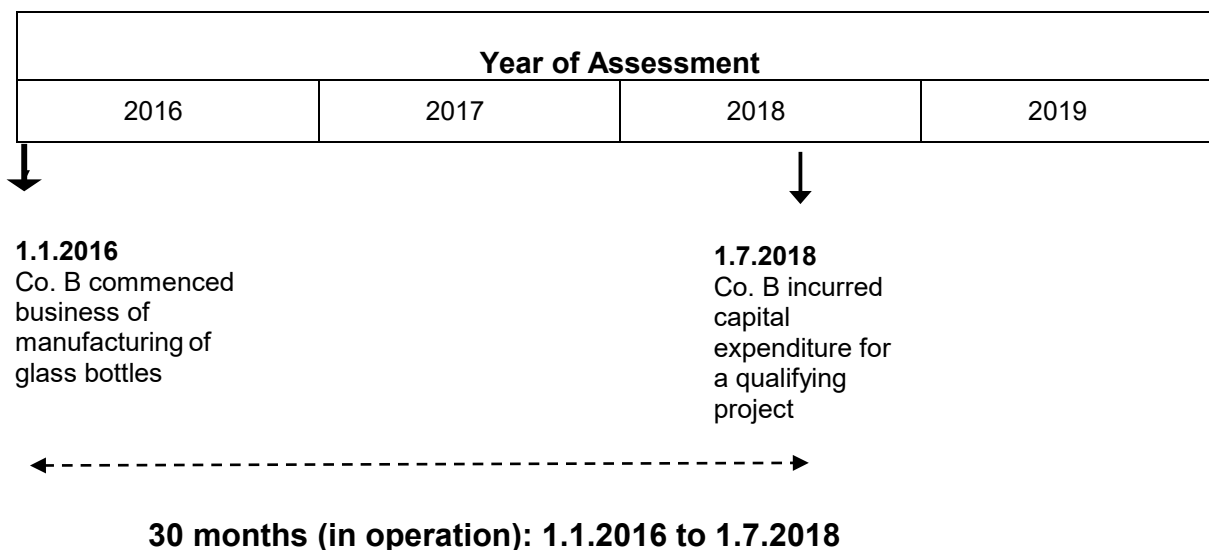 Year of Assessment
2016 2017 2018 2019
1.1.2016
Co. B commenced
business of
manufacturing of
glass bottles
1.7.2018
Co. B incurred
capital
expenditure for
a qualifying
project
30 months (in operation): 1.1.2016 to 1.7.2018